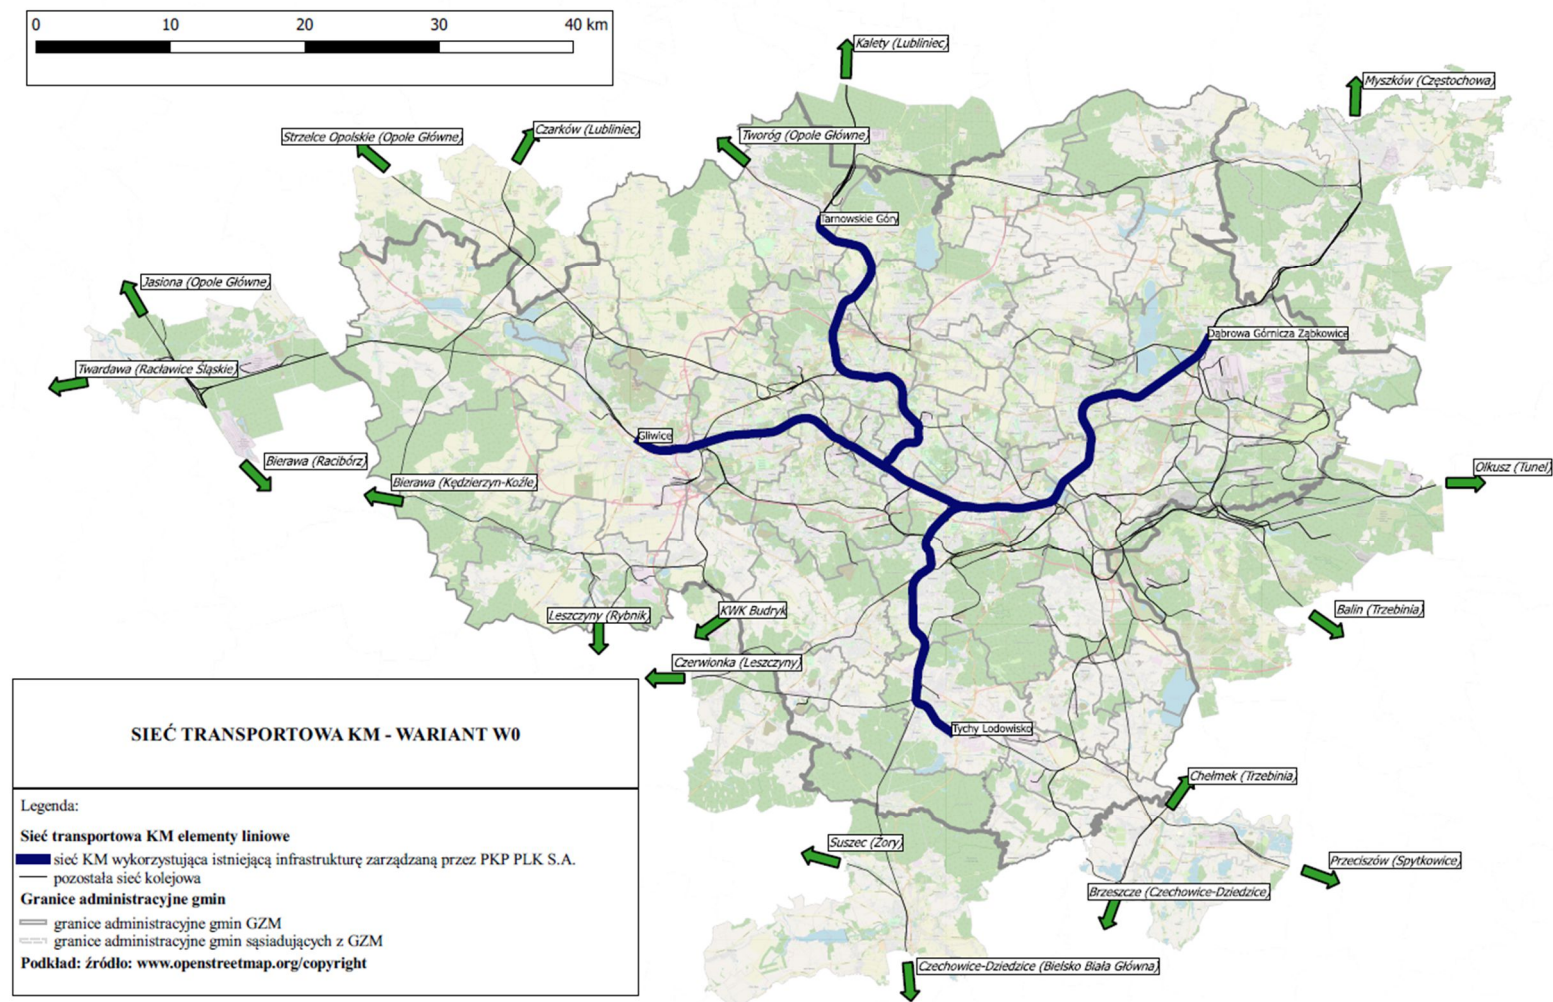 0 10 20 30 40 km
Kalety (Lubliniec)
Myszków (Częstochowa)
Strzelce Opolskie (Opole Główne)
Czarków (Lubliniec)
Tworóg (Opole Główne)
Tarnowskie Góry
Jasiona (Opole Główne)
Dąbrowa Górnicza Ząbkowice
Twardawa (Racławice Śląskie)
Gliwice
Bierawa (Racibórz)
Bierawa (Kędzierzyn-Koźle)
Olkusz (Tunel)
Leszczyny (Rybnik)
KWK Budryk
Balin (Trzebinia)
Czerwionka (Leszczyny)
Tychy Lodowisko
Chełmek (Trzebinia)
Suszec (Żory)
Przeciszów (Spytkowice)
Brzeszcze (Czechowice-Dziedzice)
Czechowice-Dziedzice (Bielsko Biała Główna)
SIEĆ TRANSPORTOWA KM - WARIANT W0
Legenda:
Sieć transportowa KM elementy liniowe
sieć KM wykorzystująca istniejącą infrastrukturę zarządzaną przez PKP PLK S.A.
pozostała sieć kolejowa
Granice administracyjne gmin
granice administracyjne gmin GZM
granice administracyjne gmin sąsiadujących z GZM
Podkład: źródło: www.openstreetmap.org/copyright